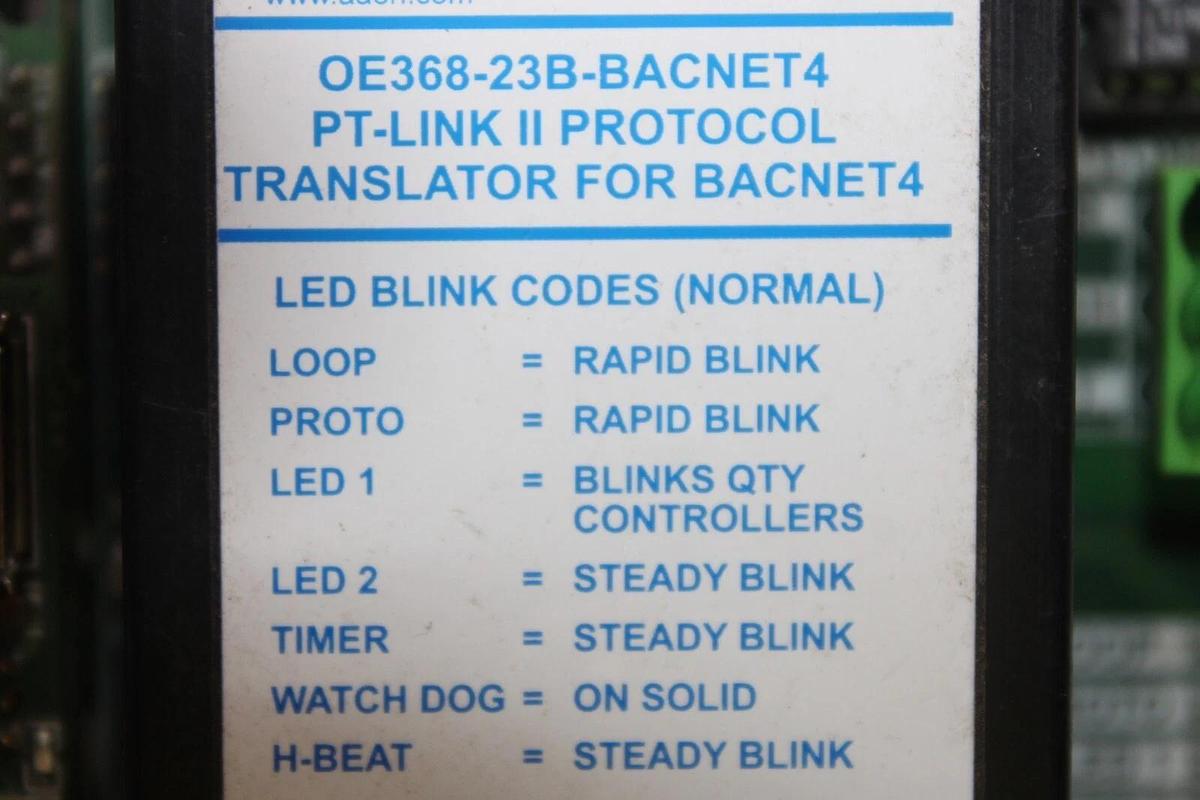 OE368-23B-BACNET4
PT-LINK II PROTOCOL
TRANSLATOR FOR BACNET4
LED BLINK CODES (NORMAL)
LOOP = RAPID BLINK
PROTO = RAPID BLINK
LED 1 = BLINKS QTY
CONTROLLERS
LED 2 = STEADY BLINK
TIMER = STEADY BLINK
WATCH DOG = ON SOLID
H-BEAT = STEADY BLINK